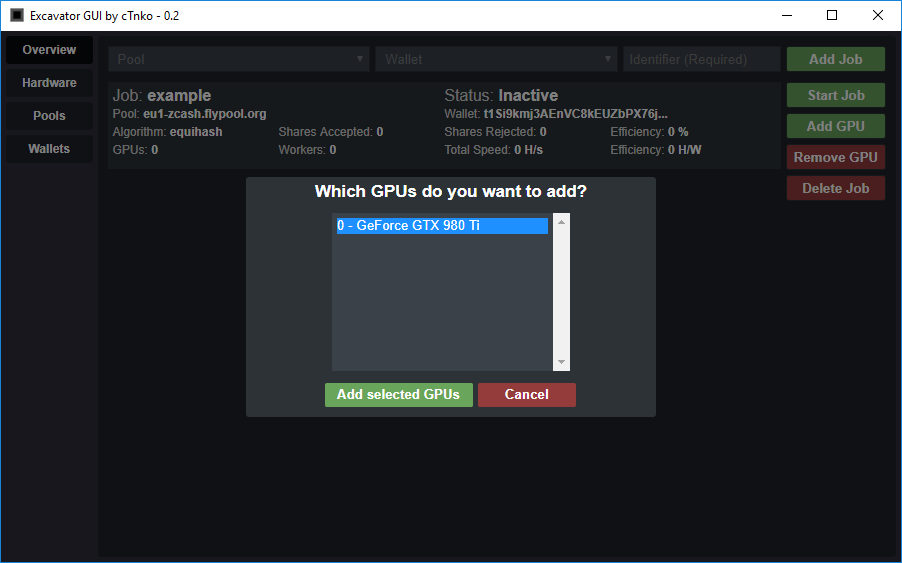 Excavator GUI by cTnko - 0.2
Overview
Hardware
Pools
Wallets
Pool
Wallet
Identifier (Required)
Add Job
Job: example
Status: Inactive
Pool: eu1-zcash.flypool.org
Wallet: t1Si9kmj3AEnVC8kEUZbPX76j...
Algorithm: equihash
Shares Accepted: 0
Shares Rejected: 0
Efficiency: 0 %
GPUs: 0
Workers: 0
Total Speed: 0 H/s
Efficiency: 0 H/W
Start Job
Add GPU
Remove GPU
Delete Job
Which GPUs do you want to add?
0 - GeForce GTX 980 Ti
Add selected GPUs
Cancel